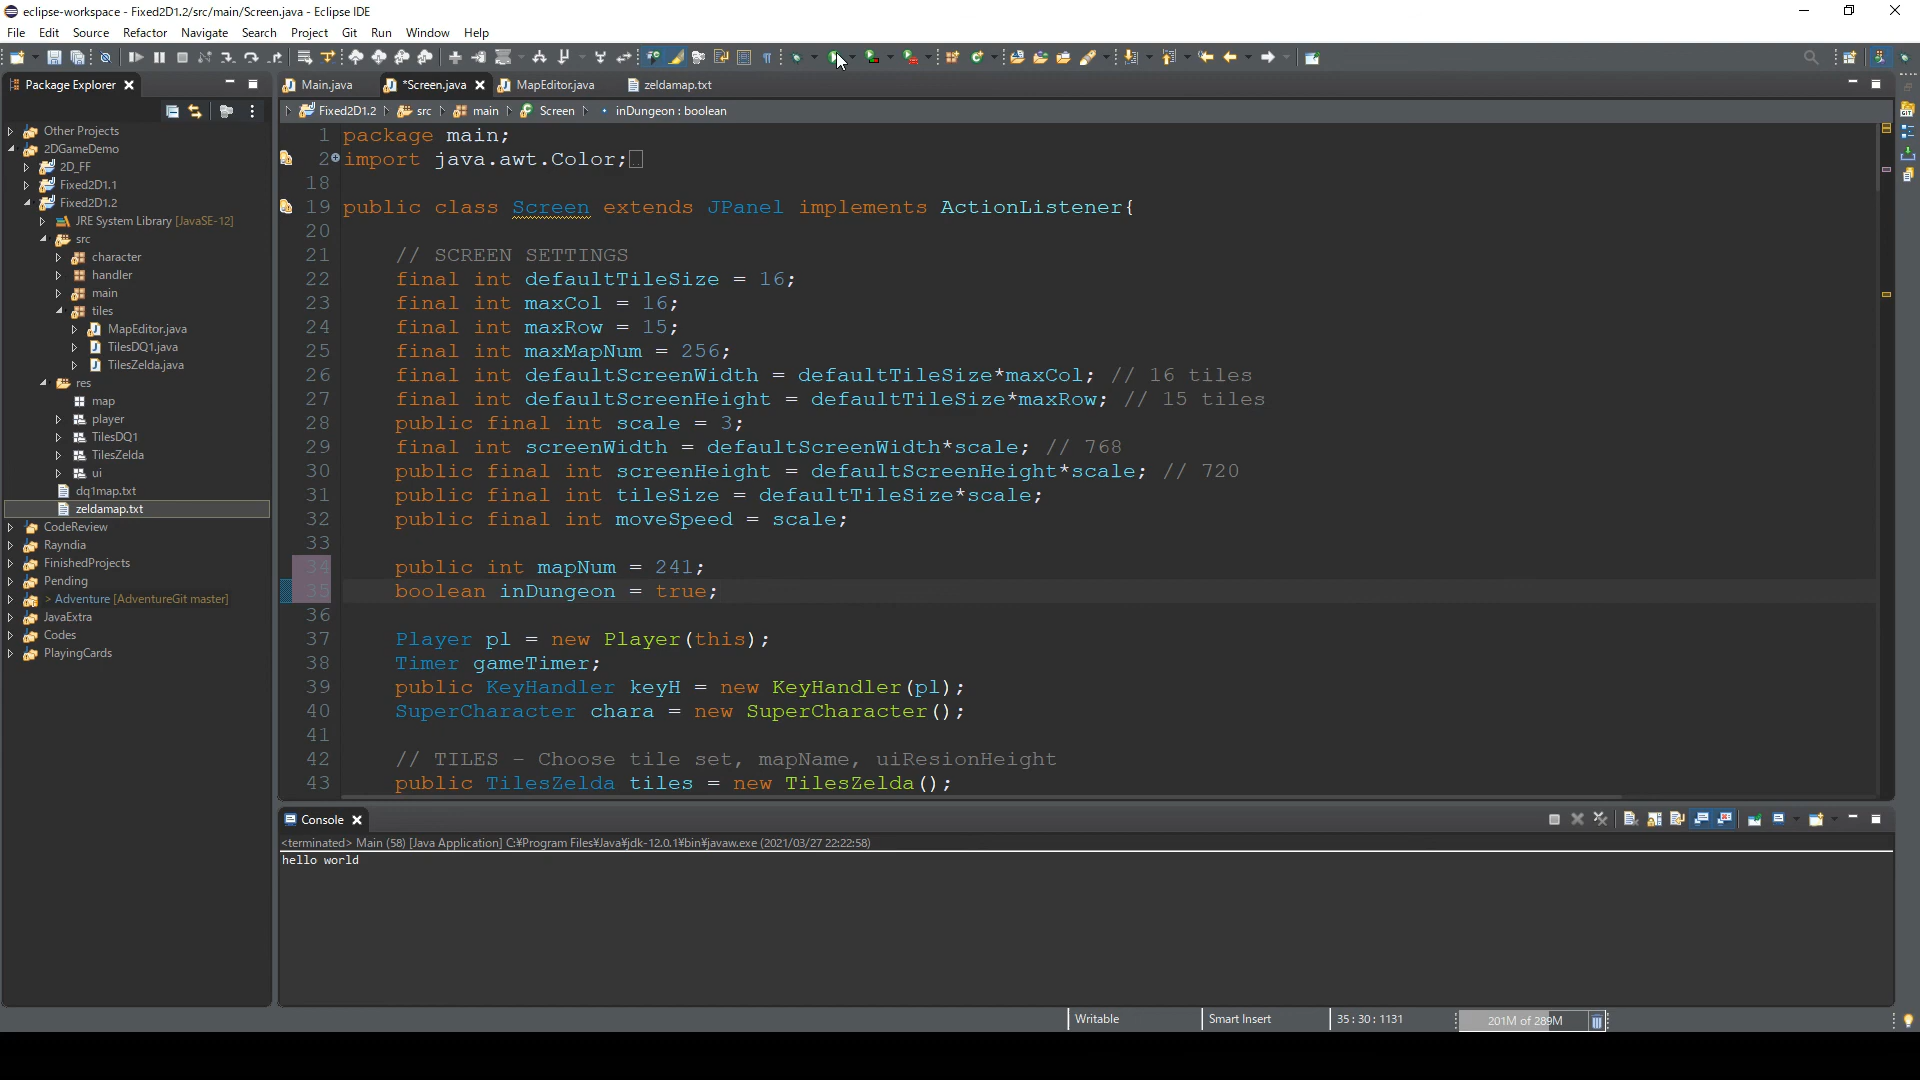 eclipse-workspace - Fixed2D1.2/src/main/Screen.java - Eclipse IDE
File Edit Source Refactor Navigate Search Project Git Run Window Help
Package Explorer
Main.java *Screen.java MapEditor.java zeldamap.txt
Fixed2D1.2 src main Screen inDungeon : boolean
Other Projects
2DGameDemo
2D_FF
Fixed2D1.1
Fixed2D1.2
JRE System Library [JavaSE-12]
src
character
handler
main
tiles
MapEditor.java
TilesDQ1.java
TilesZelda.java
res
map
player
TilesDQ1
TilesZelda
ui
dq1map.txt
zeldamap.txt
CodeReview
Rayndia
FinishedProjects
Pending
> Adventure [AdventureGit master]
JavaExtra
Codes
PlayingCards
1 package main;
2 import java.awt.Color;
18
19 public class Screen extends JPanel implements ActionListener{
20
21 // SCREEN SETTINGS
22 final int defaultTileSize = 16;
23 final int maxCol = 16;
24 final int maxRow = 15;
25 final int maxMapNum = 256;
26 final int defaultScreenWidth = defaultTileSize*maxCol; // 16 tiles
27 final int defaultScreenHeight = defaultTileSize*maxRow; // 15 tiles
28 public final int scale = 3;
29 final int screenWidth = defaultScreenWidth*scale; // 768
30 public final int screenHeight = defaultScreenHeight*scale; // 720
31 public final int tileSize = defaultTileSize*scale;
32 public final int moveSpeed = scale;
33
34 public int mapNum = 241;
35 boolean inDungeon = true;
36
37 Player pl = new Player(this);
38 Timer gameTimer;
39 public KeyHandler keyH = new KeyHandler(pl);
40 SuperCharacter chara = new SuperCharacter();
41
42 // TILES - Choose tile set, mapName, uiResionHeight
43 public TilesZelda tiles = new TilesZelda();
Console
<terminated> Main (58) [Java Application] C:¥Program Files¥Java¥jdk-12.0.1¥bin¥javaw.exe (2021/03/27 22:22:58)
hello world
Writable Smart Insert 35 : 30 : 1131 201M of 289M